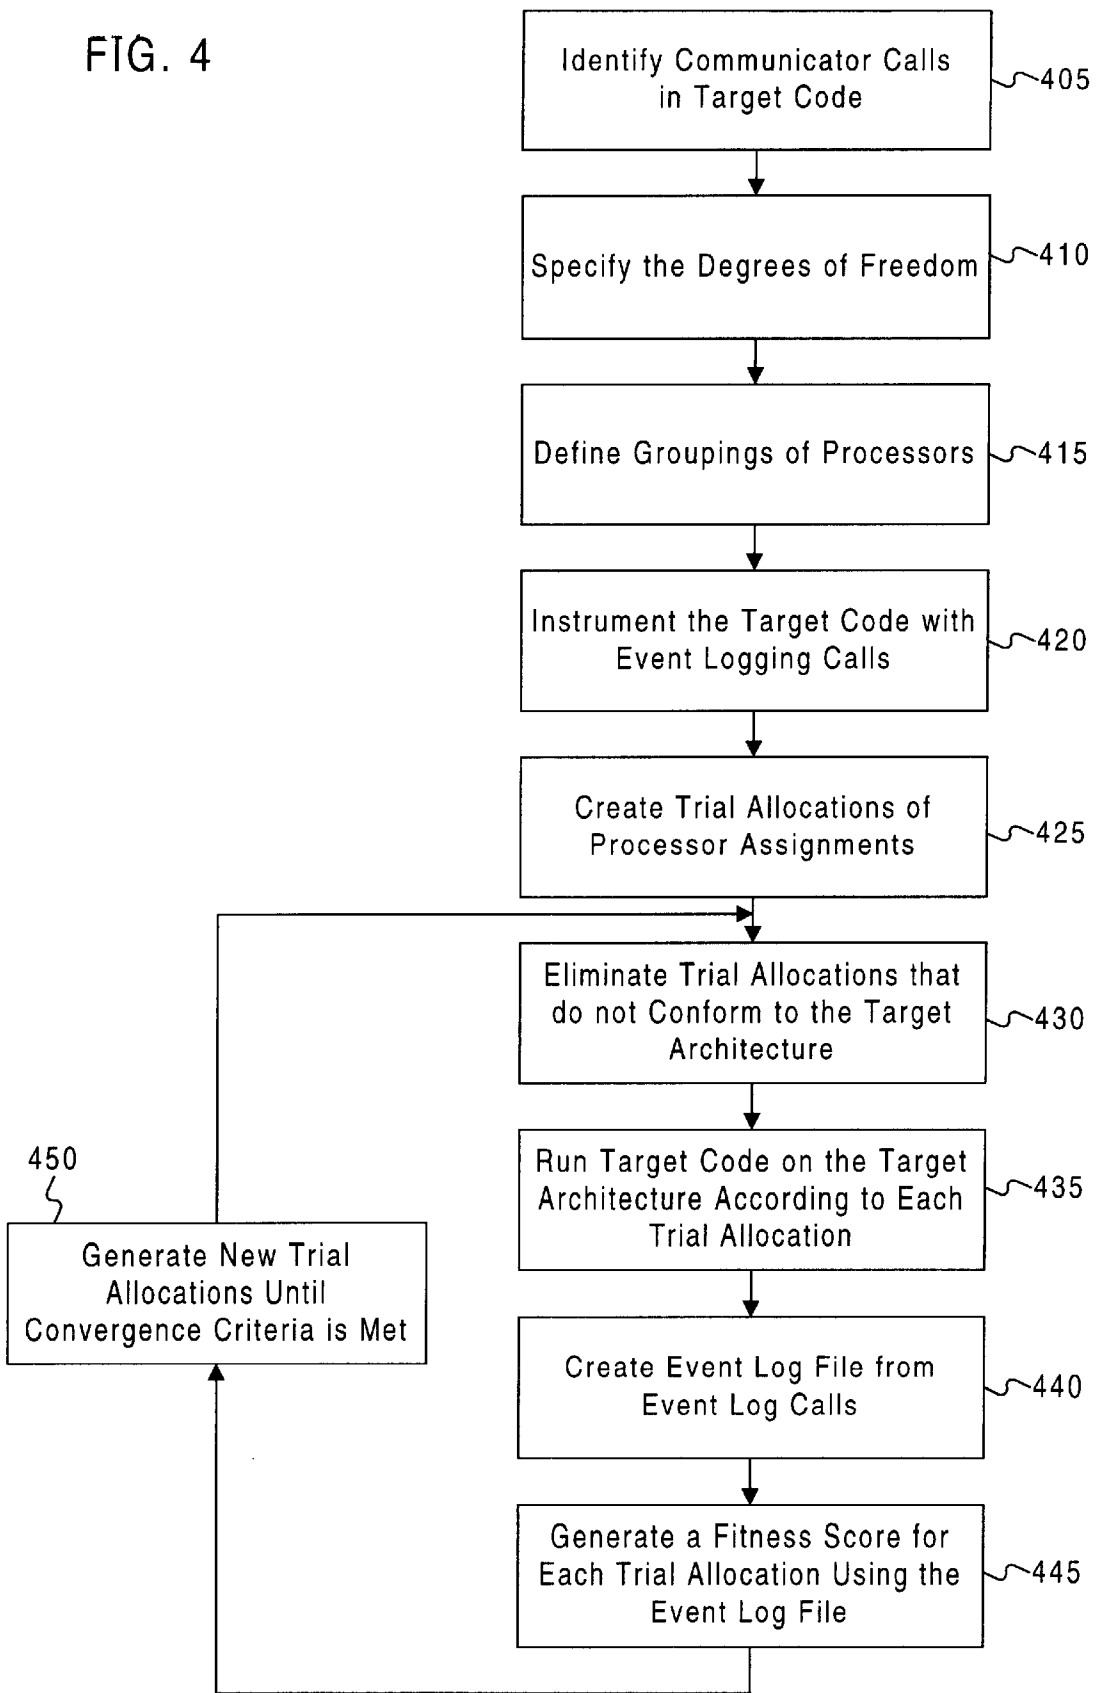 FIG. 4
Identify Communicator Calls
in Target Code
405
Specify the Degrees of Freedom
410
Define Groupings of Processors
415
Instrument the Target Code with
Event Logging Calls
420
Create Trial Allocations of
Processor Assignments
425
Eliminate Trial Allocations that
do not Conform to the Target
Architecture
430
Run Target Code on the Target
Architecture According to Each
Trial Allocation
435
450
Generate New Trial
Allocations Until
Convergence Criteria is Met
Create Event Log File from
Event Log Calls
440
Generate a Fitness Score for
Each Trial Allocation Using the
Event Log File
445